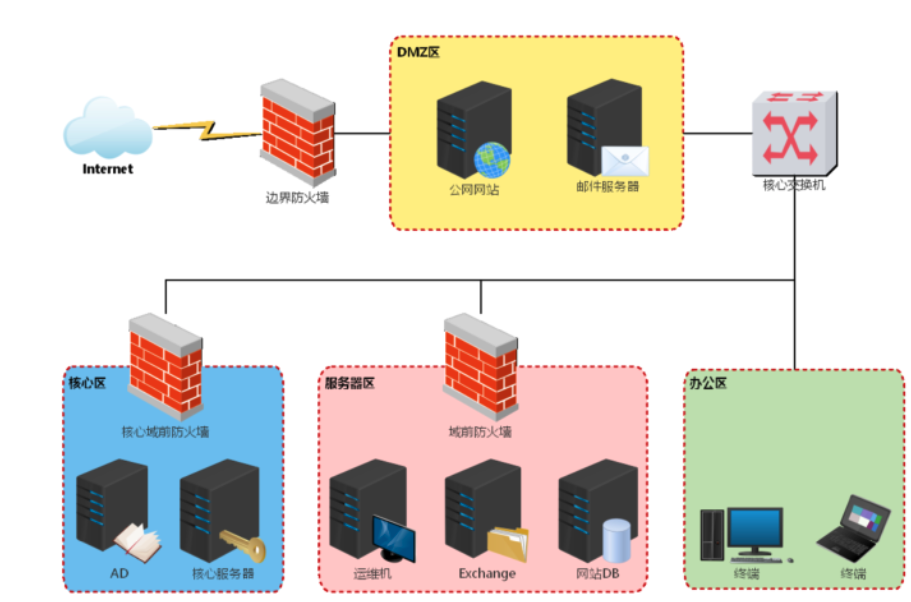 DMZ区
Internet
边界防火墙
公网网站
邮件服务器
核心交换机
核心区
核心域前防火墙
AD
核心服务器
服务器区
域前防火墙
运维机
Exchange
网站DB
办公区
终端
终端